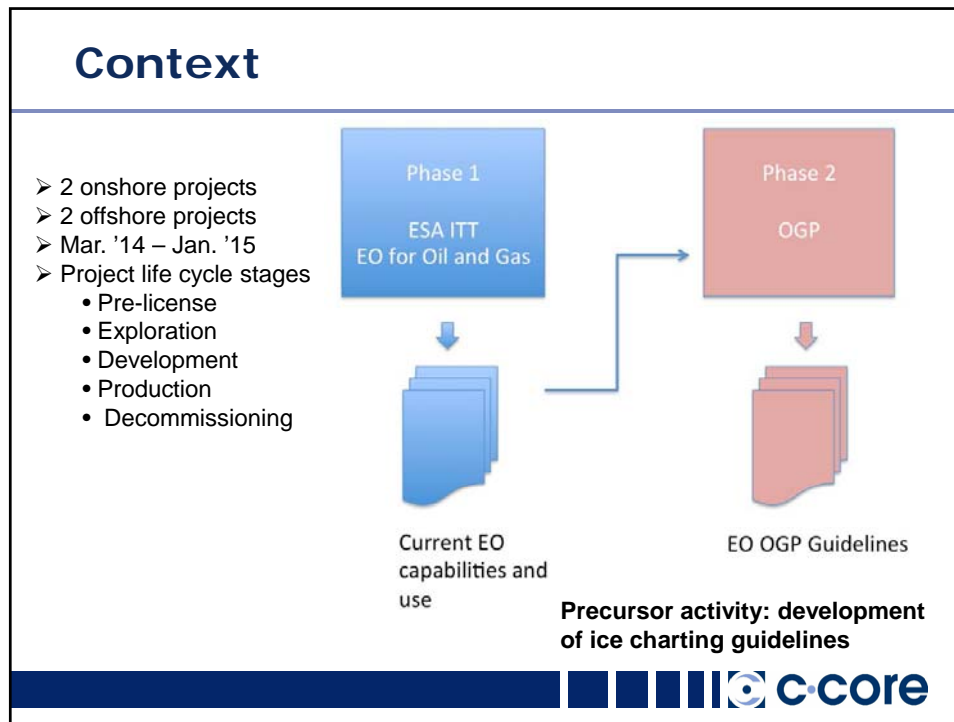 Context
➢ 2 onshore projects
➢ 2 offshore projects
➢ Mar. '14 – Jan. '15
➢ Project life cycle stages
• Pre-license
• Exploration
• Development
• Production
• Decommissioning
Phase 1
ESA ITT
EO for Oil and Gas
Current EO
capabilities and
use
Phase 2
OGP
EO OGP Guidelines
Precursor activity: development
of ice charting guidelines
c·core